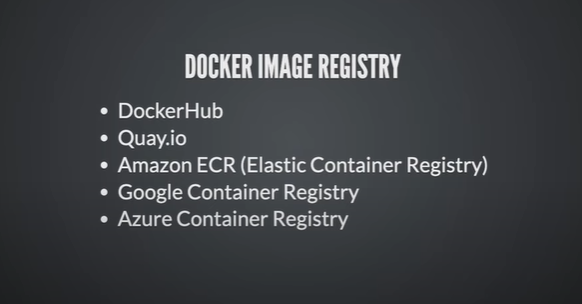 DOCKER IMAGE REGISTRY
• DockerHub
• Quay.io
• Amazon ECR (Elastic Container Registry)
• Google Container Registry
• Azure Container Registry